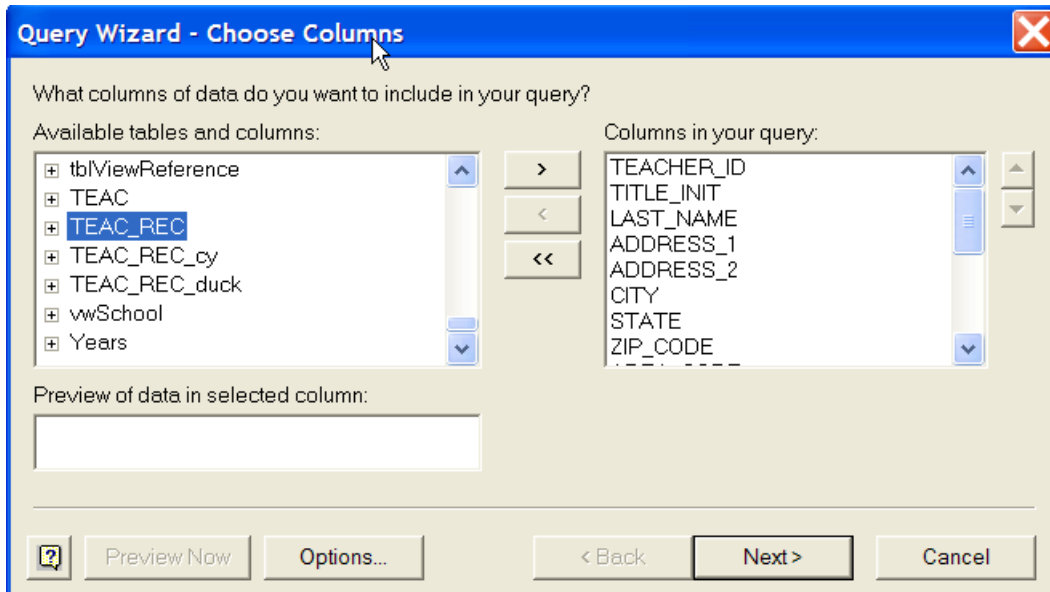 Query Wizard - Choose Columns
What columns of data do you want to include in your query?
Available tables and columns:
tblViewReference
TEAC
TEAC_REC
TEAC_REC_cy
TEAC_REC_duck
vwSchool
Years
>
<
<<
Columns in your query:
TEACHER_ID
TITLE_INIT
LAST_NAME
ADDRESS_1
ADDRESS_2
CITY
STATE
ZIP_CODE
Preview of data in selected column:
Preview Now
Options...
< Back
Next >
Cancel